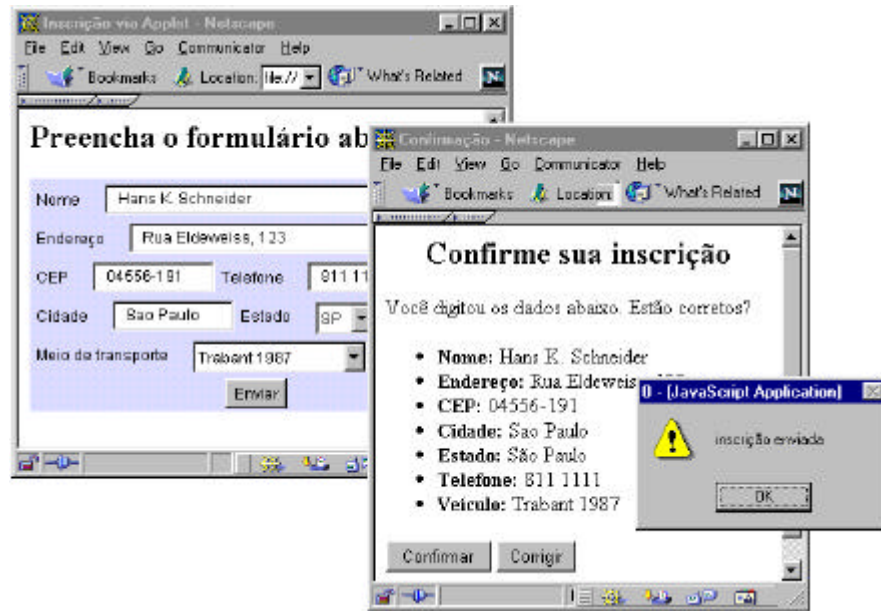 Inscrição via Applet - Netscape
File Edit View Go Communicator Help
Bookmarks Location: file:// What's Related N
Preencha o formulário ab
Nome Hans K. Schneider
Endereço Rua Eldeweiss, 123
CEP 04556-191 Telefone 811 11
Cidade Sao Paulo Estado SP
Meio de transporte Trabant 1987
Enviar
Confirmação - Netscape
File Edit View Go Communicator Help
Bookmarks Location: What's Related N
Confirme sua inscrição
Você digitou os dados abaixo. Estão corretos?
• Nome: Hans K. Schneider
• Endereço: Rua Eldeweis
• CEP: 04556-191
• Cidade: Sao Paulo
• Estado: São Paulo
• Telefone: 811 1111
• Veículo: Trabant 1987
Confirmar Corrigir
0 - [JavaScript Application]
inscrição enviada
OK